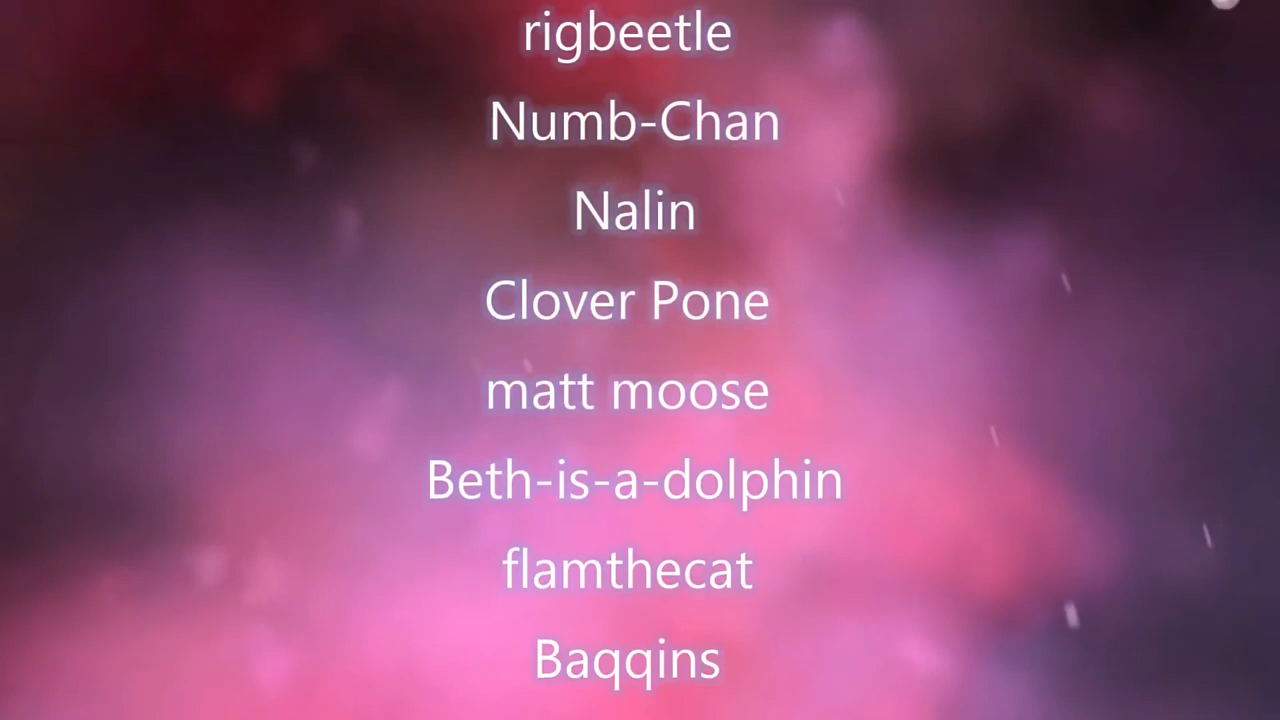 rigbeetle
Numb-Chan
Nalin
Clover Pone
matt moose
Beth-is-a-dolphin
flamthecat
Baqqins